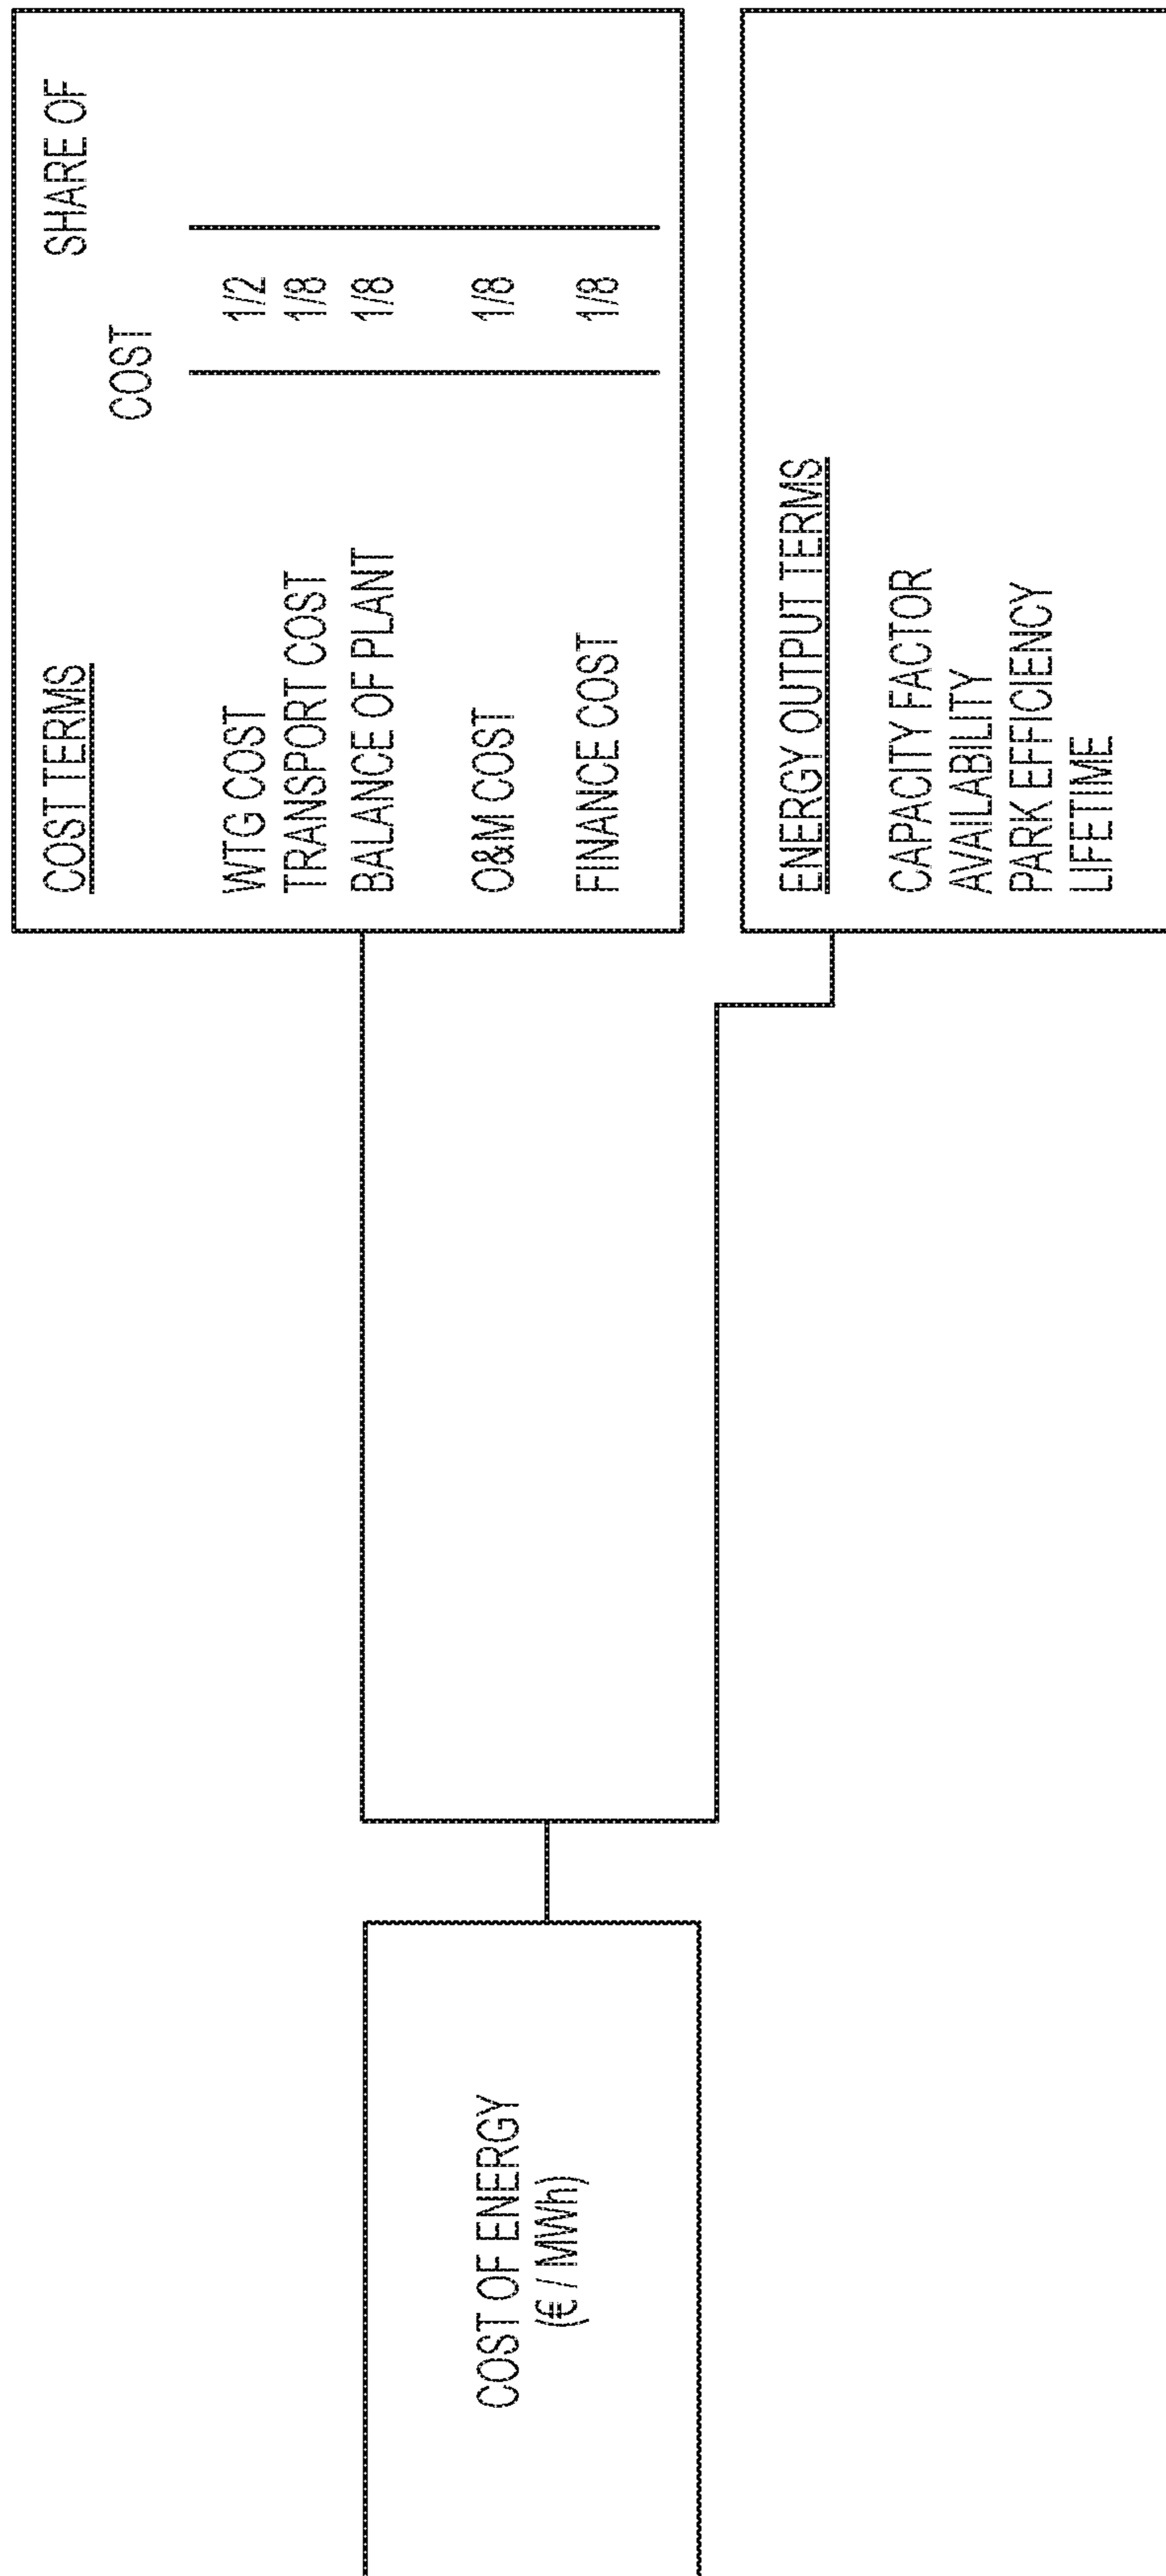 COST OF ENERGY
(€ / MWh)
COST TERMS SHARE OF
COST
WTG COST 1/2
TRANSPORT COST 1/8
BALANCE OF PLANT 1/8
O&M COST 1/8
FINANCE COST 1/8
ENERGY OUTPUT TERMS
CAPACITY FACTOR
AVAILABILITY
PARK EFFICIENCY
LIFETIME